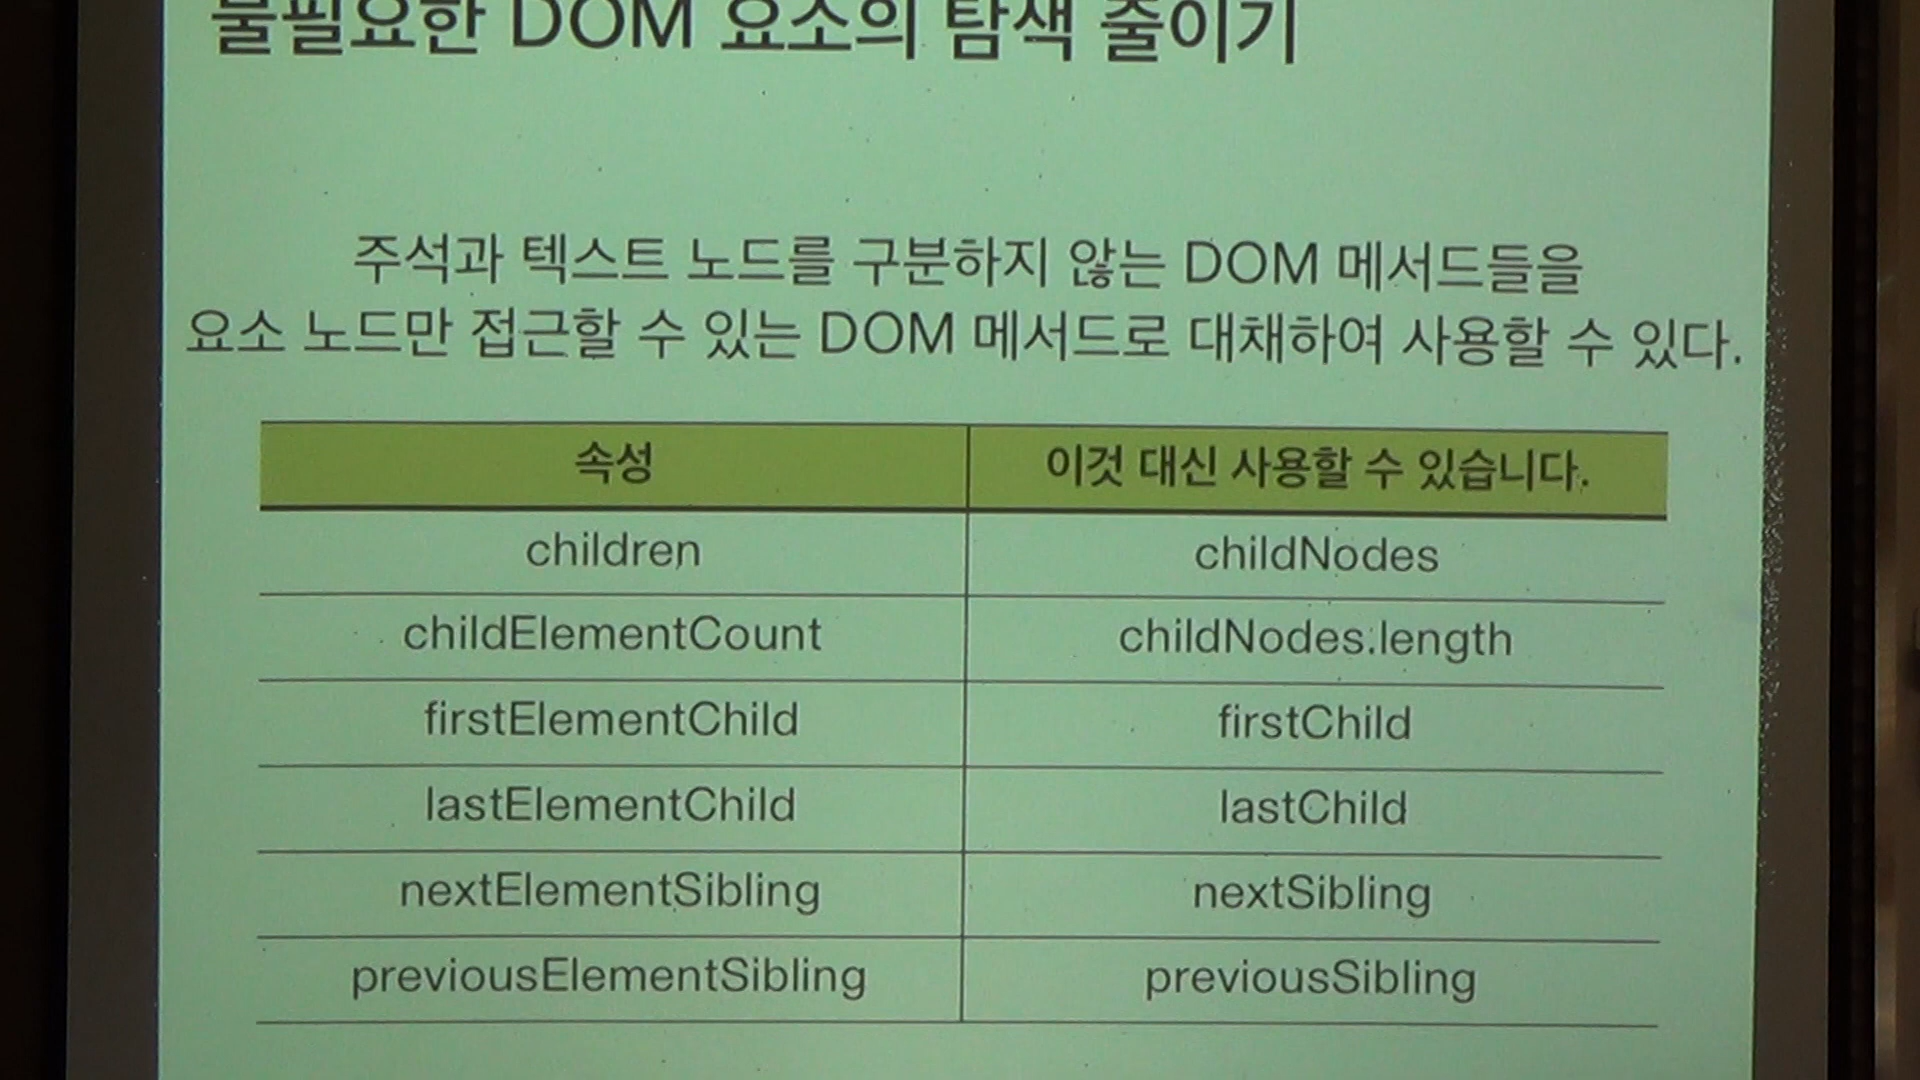 불필요한 DOM 요소의 탐색 줄이기
주석과 텍스트 노드를 구분하지 않는 DOM 메서드들을
요소 노드만 접근할 수 있는 DOM 메서드로 대채하여 사용할 수 있다.
속성 이것 대신 사용할 수 있습니다.
children childNodes
childElementCount childNodes.length
firstElementChild firstChild
lastElementChild lastChild
nextElementSibling nextSibling
previousElementSibling previousSibling